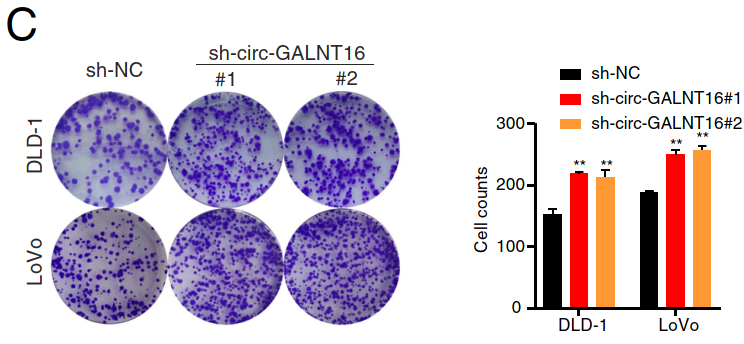 C
sh-NC
sh-circ-GALNT16
#1
#2
DLD-1
LoVo
sh-NC
sh-circ-GALNT16#1
sh-circ-GALNT16#2
Cell counts
300
200
100
0
** ** ** **
DLD-1 LoVo